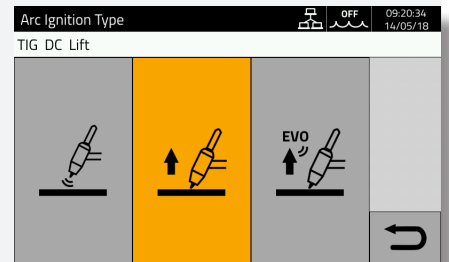 Arc Ignition Type
OFF
09:20:34
14/05/18
TIG DC Lift
EVO